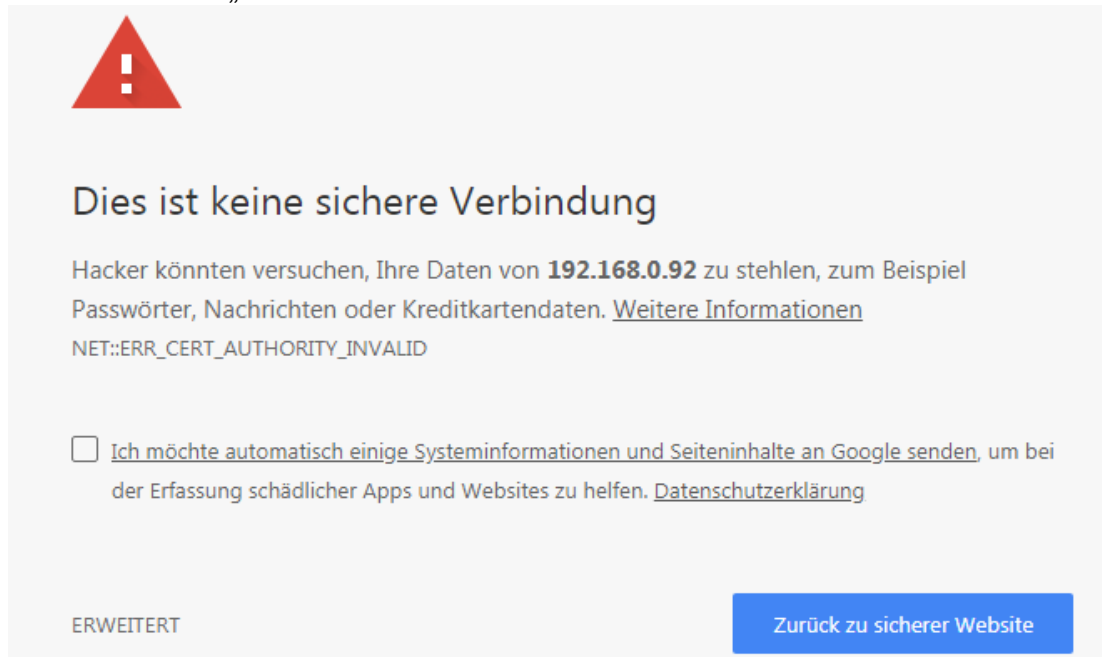 „
Dies ist keine sichere Verbindung
Hacker könnten versuchen, Ihre Daten von 192.168.0.92 zu stehlen, zum Beispiel
Passwörter, Nachrichten oder Kreditkartendaten. Weitere Informationen
NET::ERR_CERT_AUTHORITY_INVALID
Ich möchte automatisch einige Systeminformationen und Seiteninhalte an Google senden, um bei
der Erfassung schädlicher Apps und Websites zu helfen. Datenschutzerklärung
ERWEITERT
Zurück zu sicherer Website